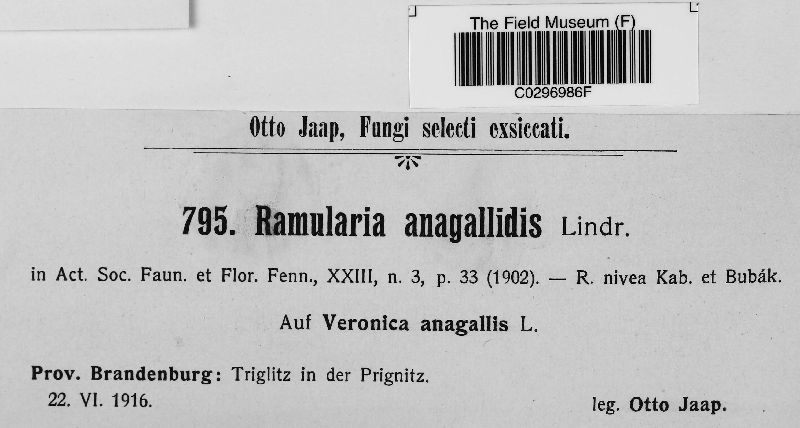 The Field Museum (F)
C0296986F
Otto Jaap, Fungi selecti exsiccati.
795. Ramularia anagallidis Lindr.
in Act. Soc. Faun. et Flor. Fenn., XXIII, n. 3, p. 33 (1902). — R. nivea Kab. et Bubák.
Auf Veronica anagallis L.
Prov. Brandenburg: Triglitz in der Prignitz.
22. VI. 1916. leg. Otto Jaap.